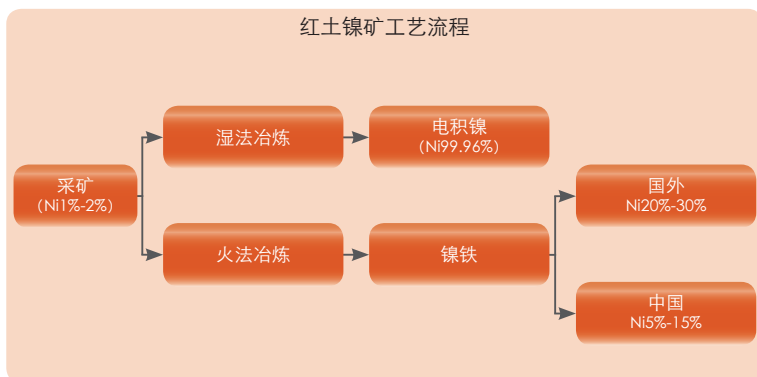 红土镍矿工艺流程
湿法冶炼
电积镍
(Ni99.96%)
采矿
(Ni1%-2%)
国外
Ni20%-30%
火法冶炼
镍铁
中国
Ni5%-15%